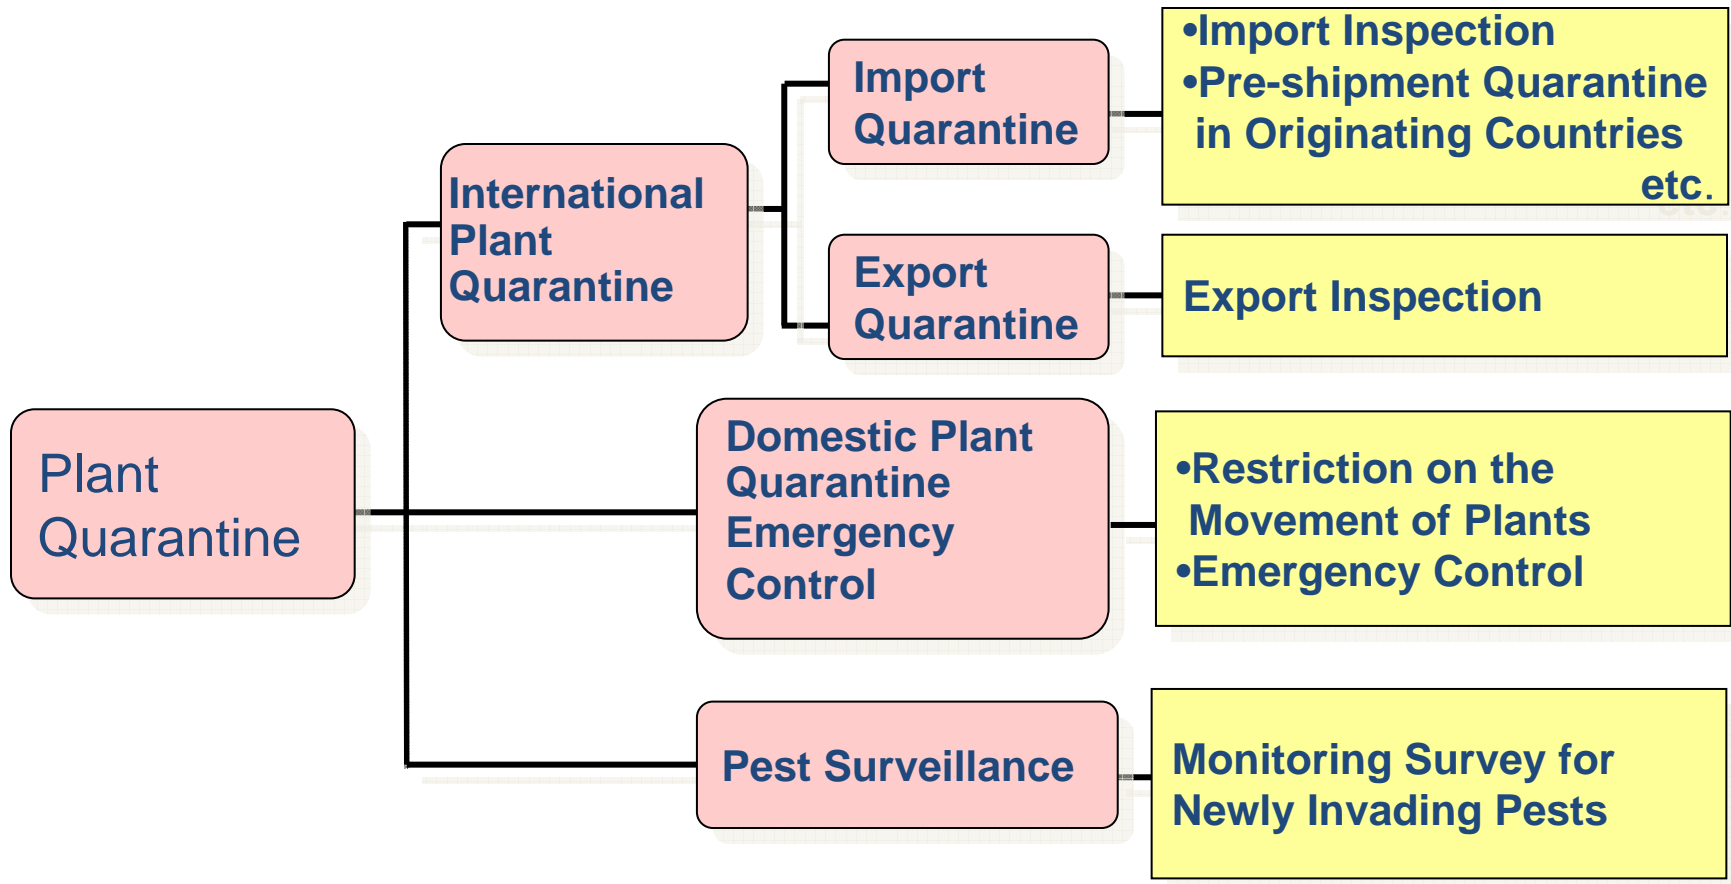 Plant
Quarantine
International
Plant
Quarantine
Import
Quarantine
•Import Inspection
•Pre-shipment Quarantine
in Originating Countries
etc.
Export
Quarantine
Export Inspection
Domestic Plant
Quarantine
Emergency
Control
•Restriction on the
Movement of Plants
•Emergency Control
Pest Surveillance
Monitoring Survey for
Newly Invading Pests